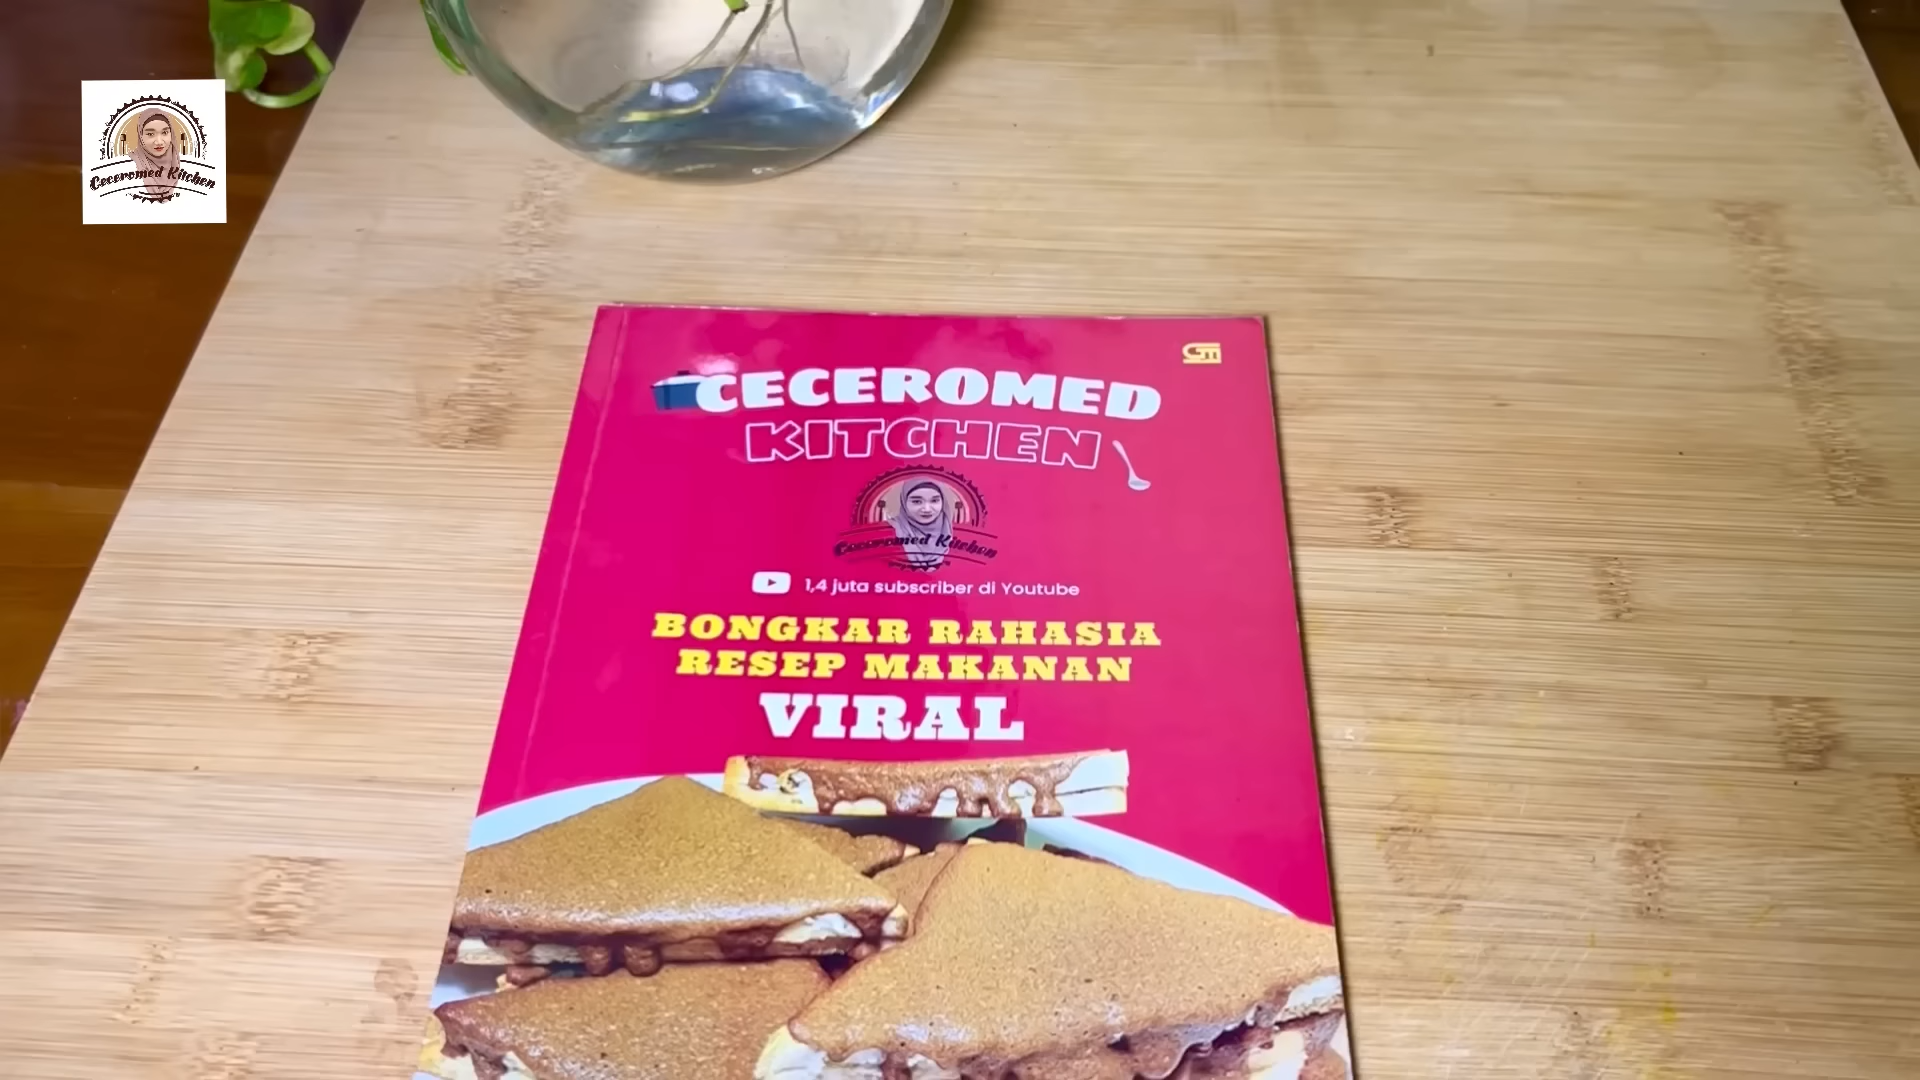 Ceceromed Kitchen
CECEROMED
KITCHEN
Ceceromed Kitchen
1,4 juta subscriber di Youtube
BONGKAR RAHASIA
RESEP MAKANAN
VIRAL